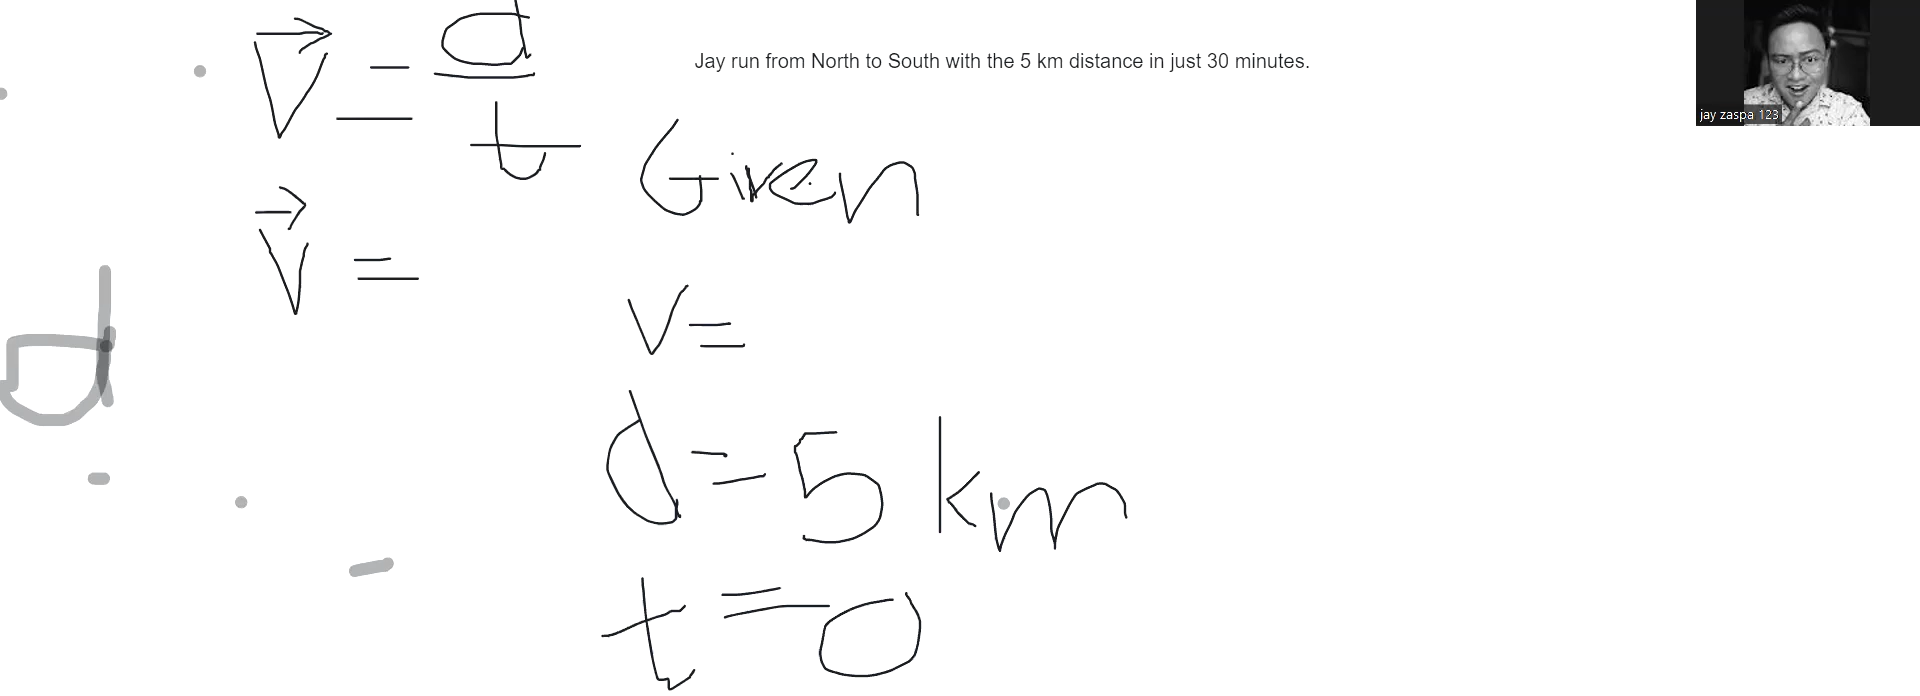 V⃗ = d/t
Jay run from North to South with the 5 km distance in just 30 minutes.
jay zaspa 123
Given
V⃗ =
V=
d
d=5 km
t=0